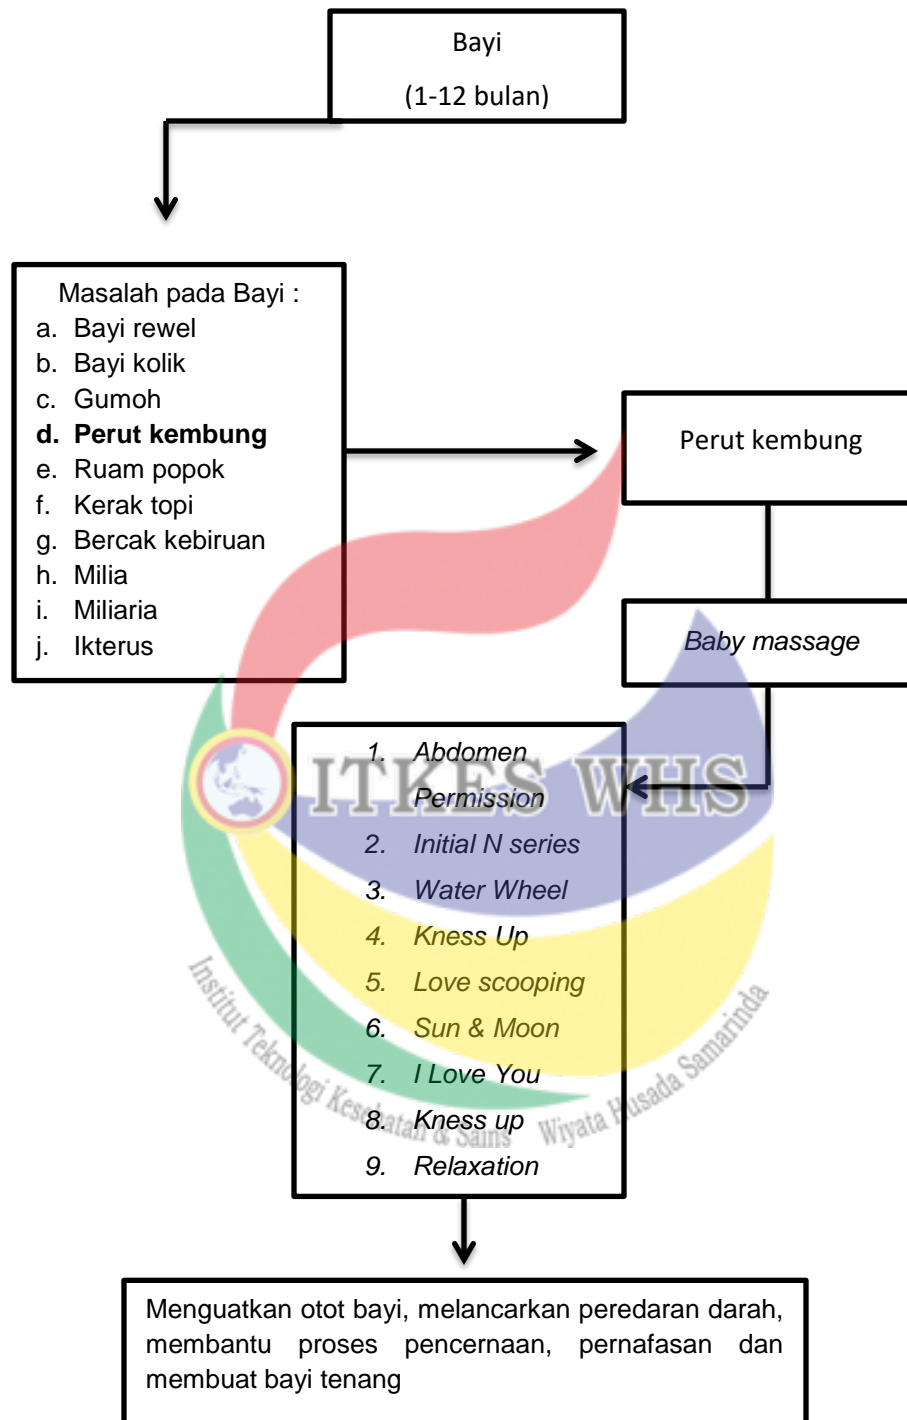 Bayi
(1-12 bulan)
Masalah pada Bayi :
a. Bayi rewel
b. Bayi kolik
c. Gumoh
d. Perut kembung
e. Ruam popok
f. Kerak topi
g. Bercak kebiruan
h. Milia
i. Miliaria
j. Ikterus
Perut kembung
Baby massage
1. Abdomen
Permission
2. Initial N series
3. Water Wheel
4. Kness Up
5. Love scooping
6. Sun & Moon
7. I Love You
8. Kness up
9. Relaxation
ITKES WHS
Institut Teknologi Kesehatan & Sains Wiyata Husada Samarinda
Menguatkan otot bayi, melancarkan peredaran darah,
membantu proses pencernaan, pernafasan dan
membuat bayi tenang